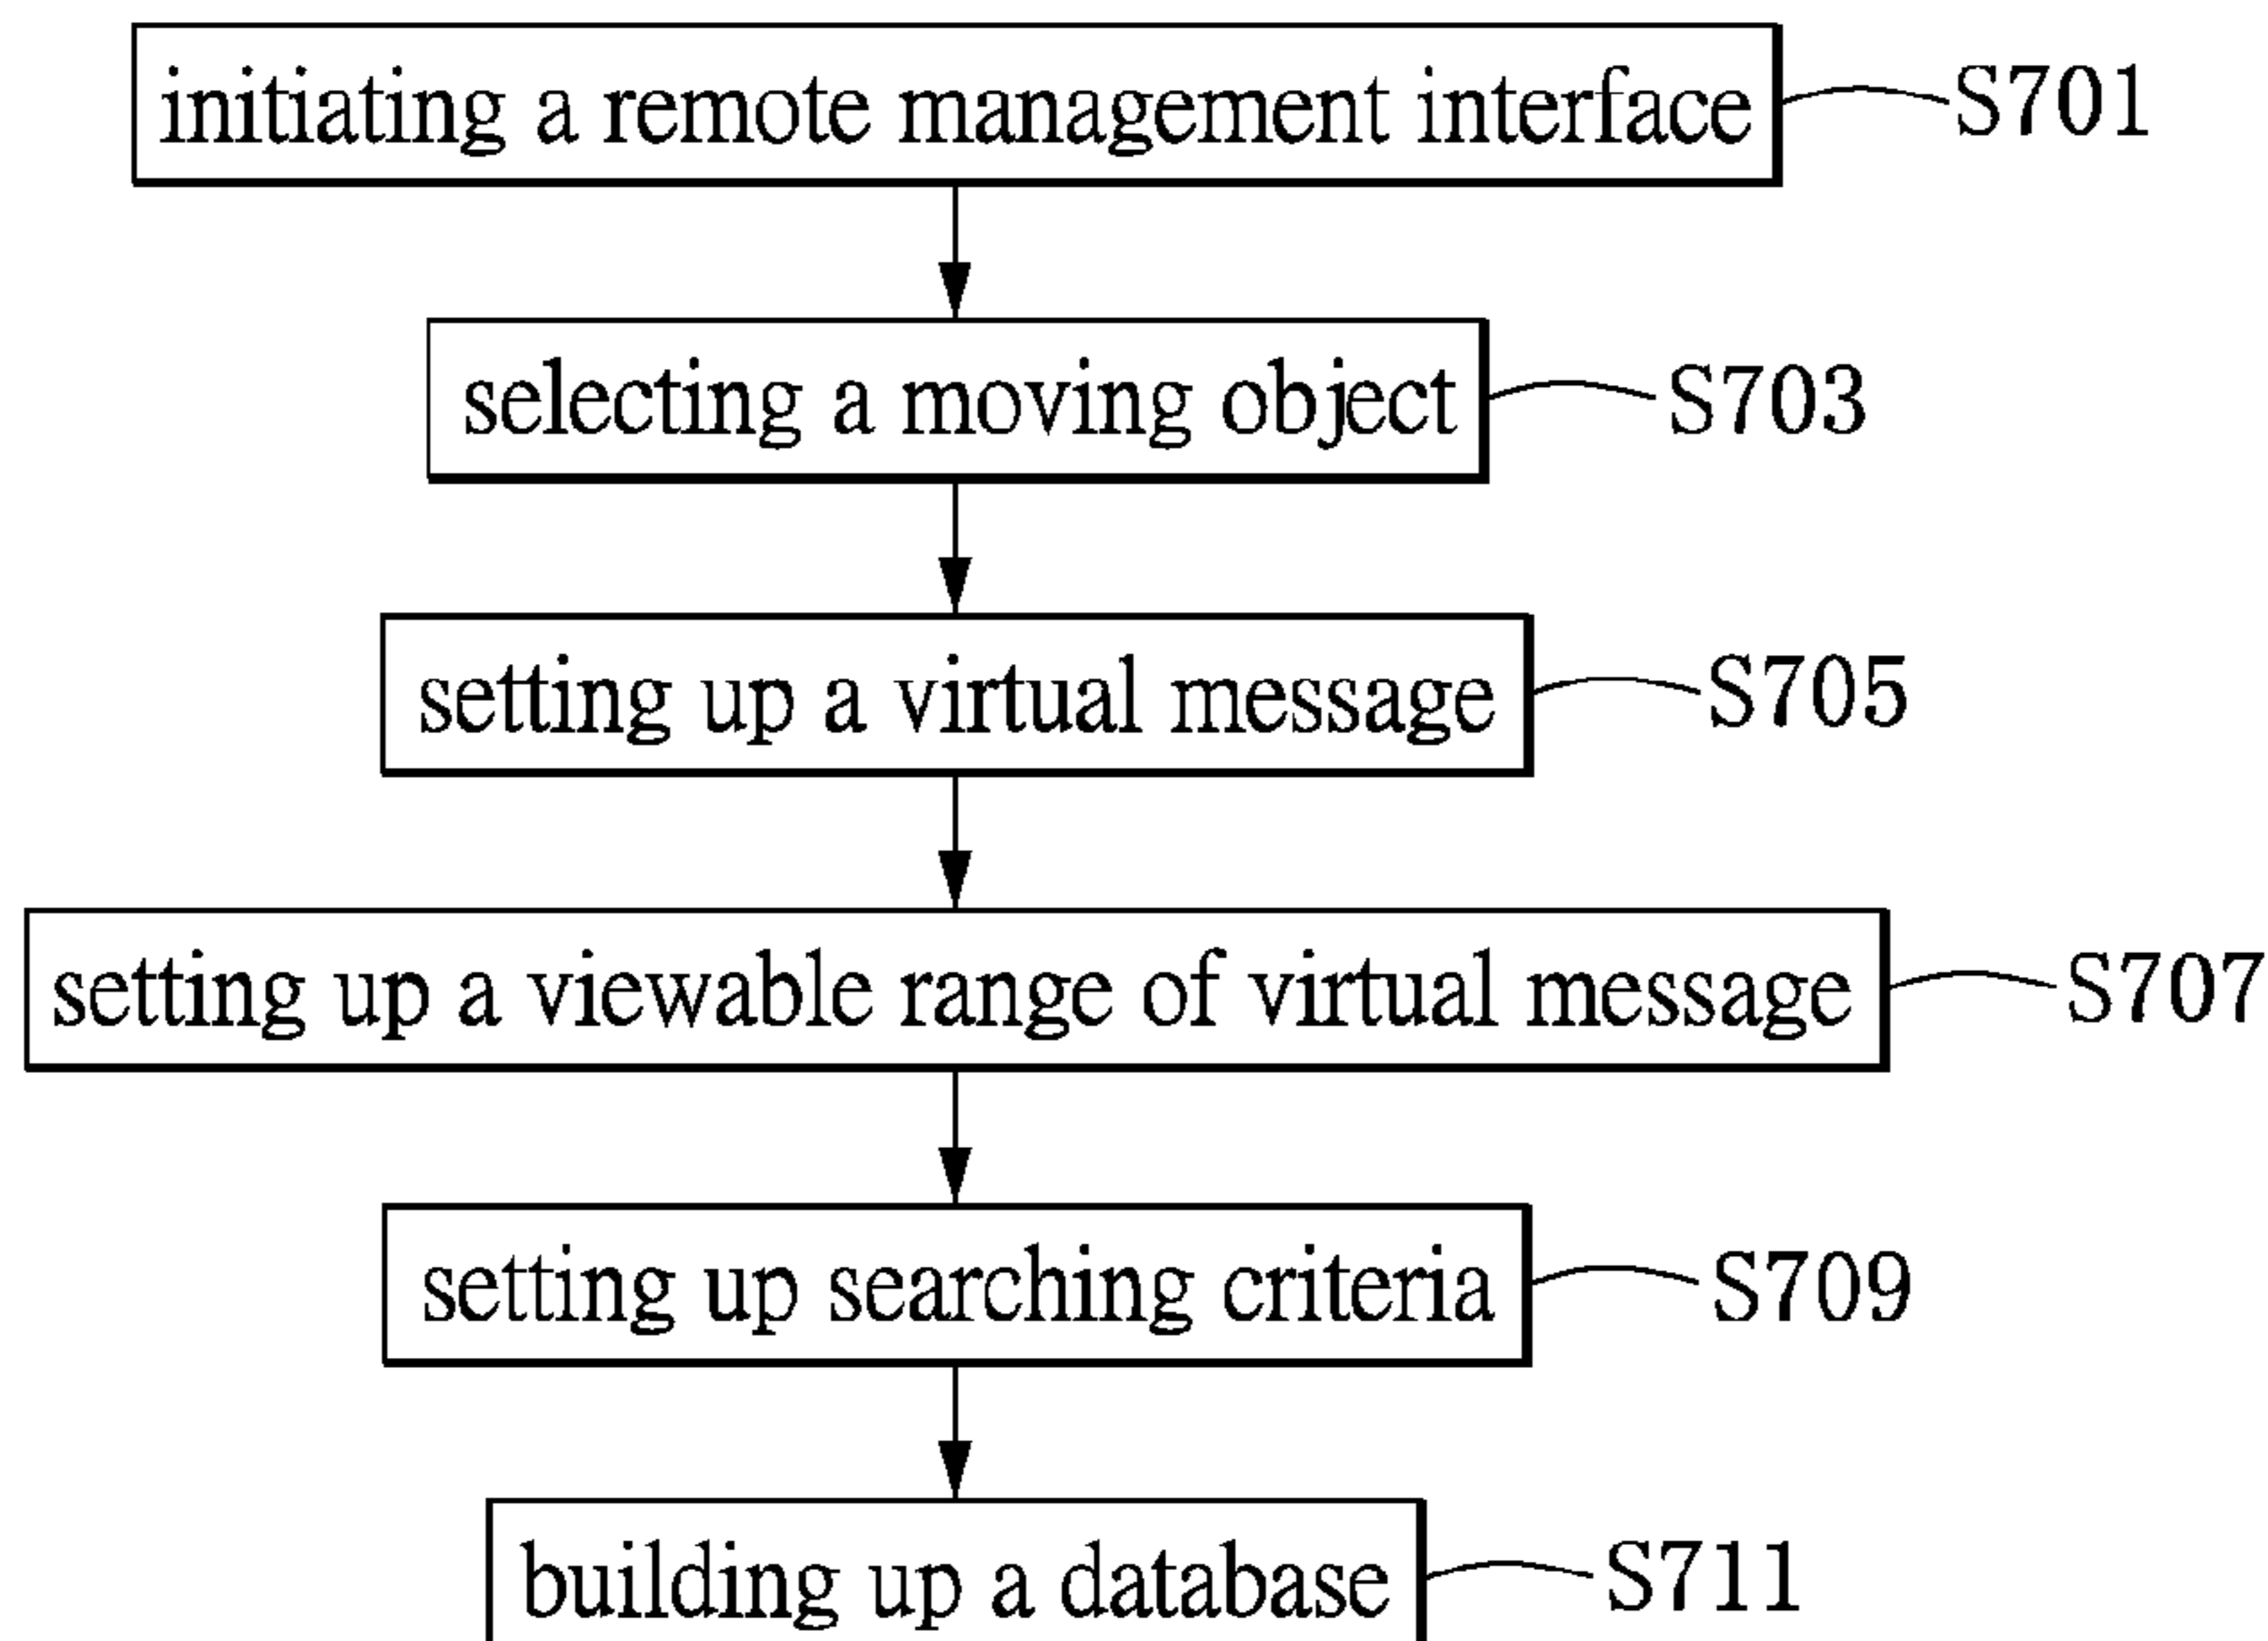 initiating a remote management interface S701
selecting a moving object S703
setting up a virtual message S705
setting up a viewable range of virtual message S707
setting up searching criteria S709
building up a database S711